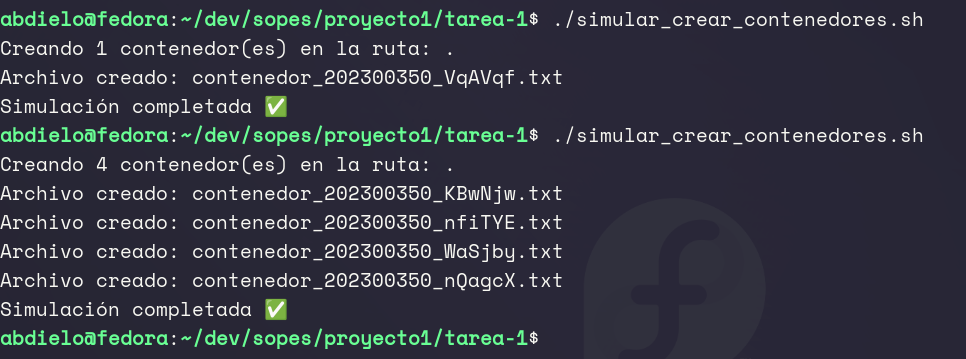 abdielo@fedora:~/dev/sopes/proyecto1/tarea-1$ ./simular_crear_contenedores.sh
Creando 1 contenedor(es) en la ruta: .
Archivo creado: contenedor_202300350_VqAVqf.txt
Simulación completada ✅
abdielo@fedora:~/dev/sopes/proyecto1/tarea-1$ ./simular_crear_contenedores.sh
Creando 4 contenedor(es) en la ruta: .
Archivo creado: contenedor_202300350_KBwNjw.txt
Archivo creado: contenedor_202300350_nfiTYE.txt
Archivo creado: contenedor_202300350_WaSjby.txt
Archivo creado: contenedor_202300350_nQagcX.txt
Simulación completada ✅
abdielo@fedora:~/dev/sopes/proyecto1/tarea-1$